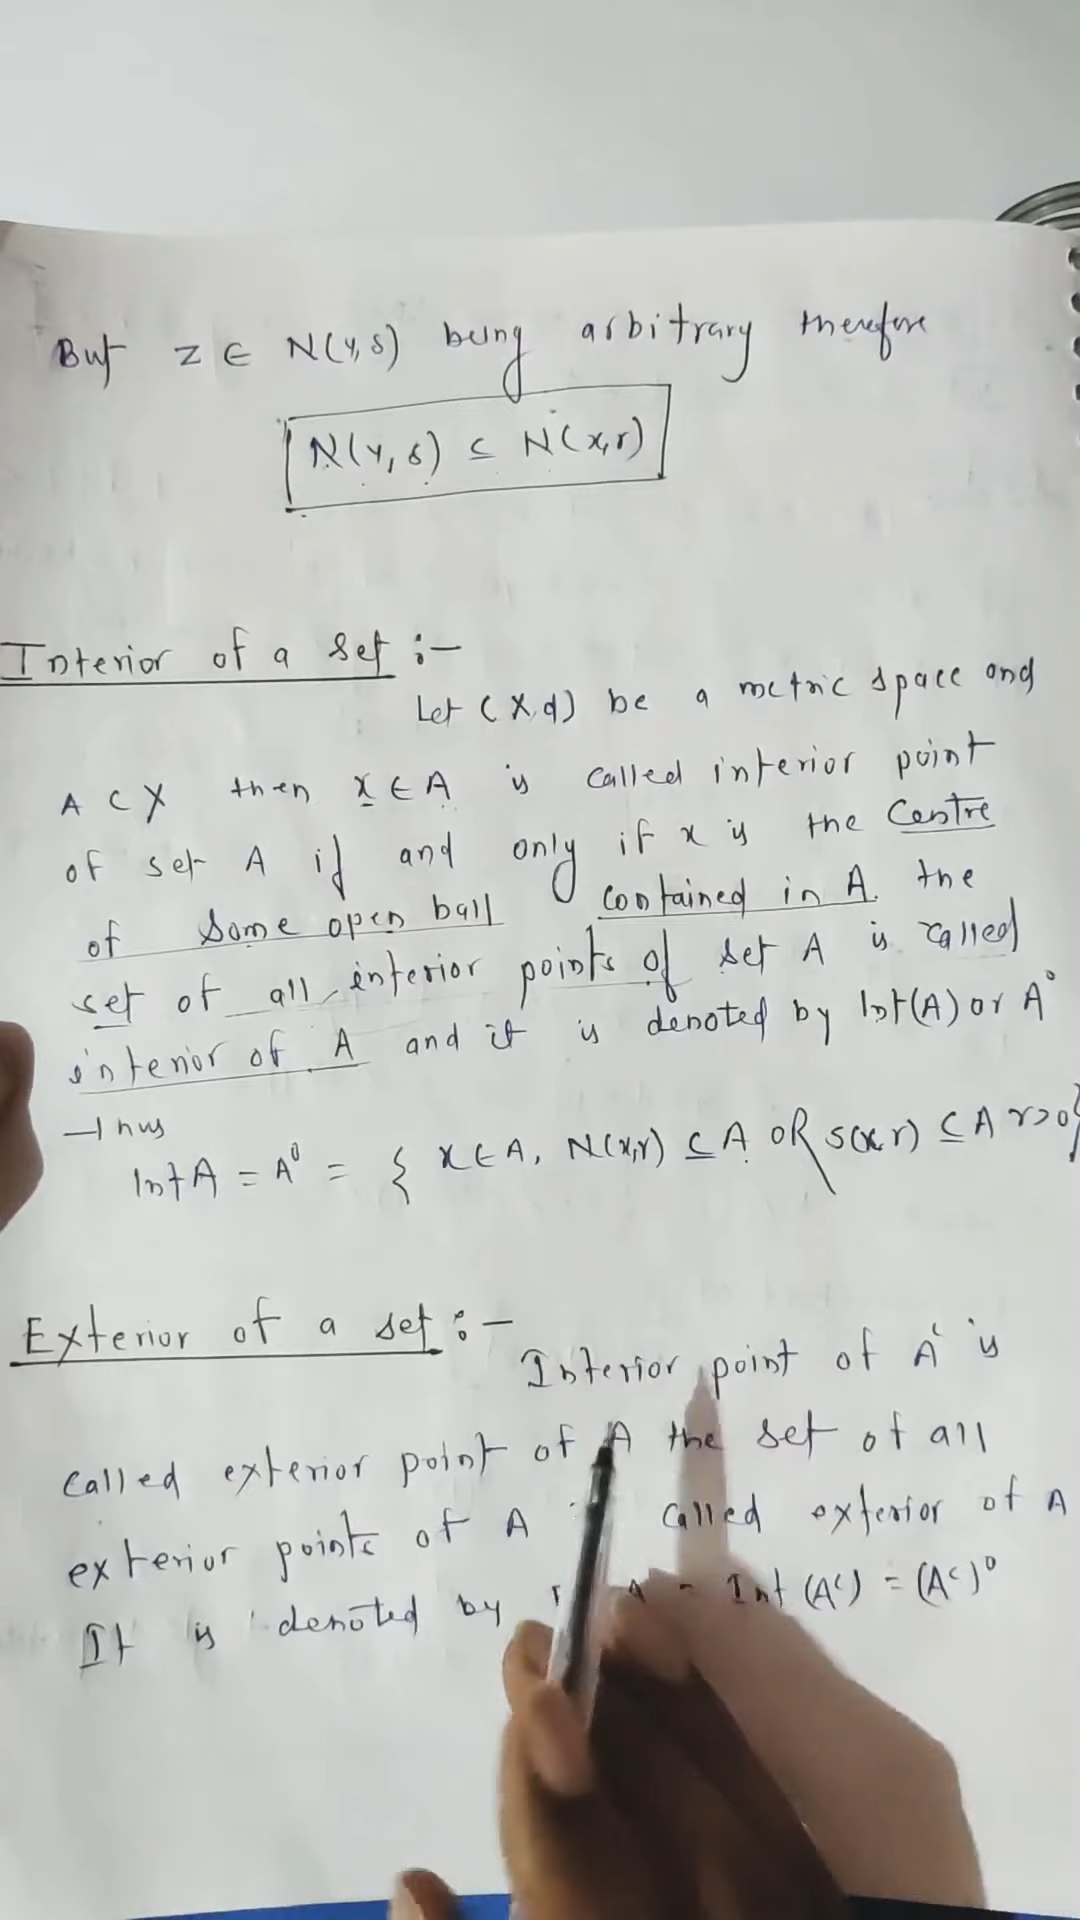 But z ∈ N(y, δ) being arbitrary therefore
N(y, δ) ⊆ N(x, r)
Interior of a set :-
Let (X, d) be a metric space and
A ⊂ X then x ∈ A is called interior point
of set A if and only if x is the Centre
of some open ball contained in A. the
set of all interior points of set A is called
interior of A and it is denoted by Int(A) or A°
Thus
Int A = A° = { x ∈ A, N(x, r) ⊆ A OR S(x, r) ⊆ A r>0}
Exterior of a set :-
Interior point of Aᶜ is
called exterior point of A the set of all
exterior points of A called exterior of A
It is denoted by A = Int (Aᶜ) = (Aᶜ)°